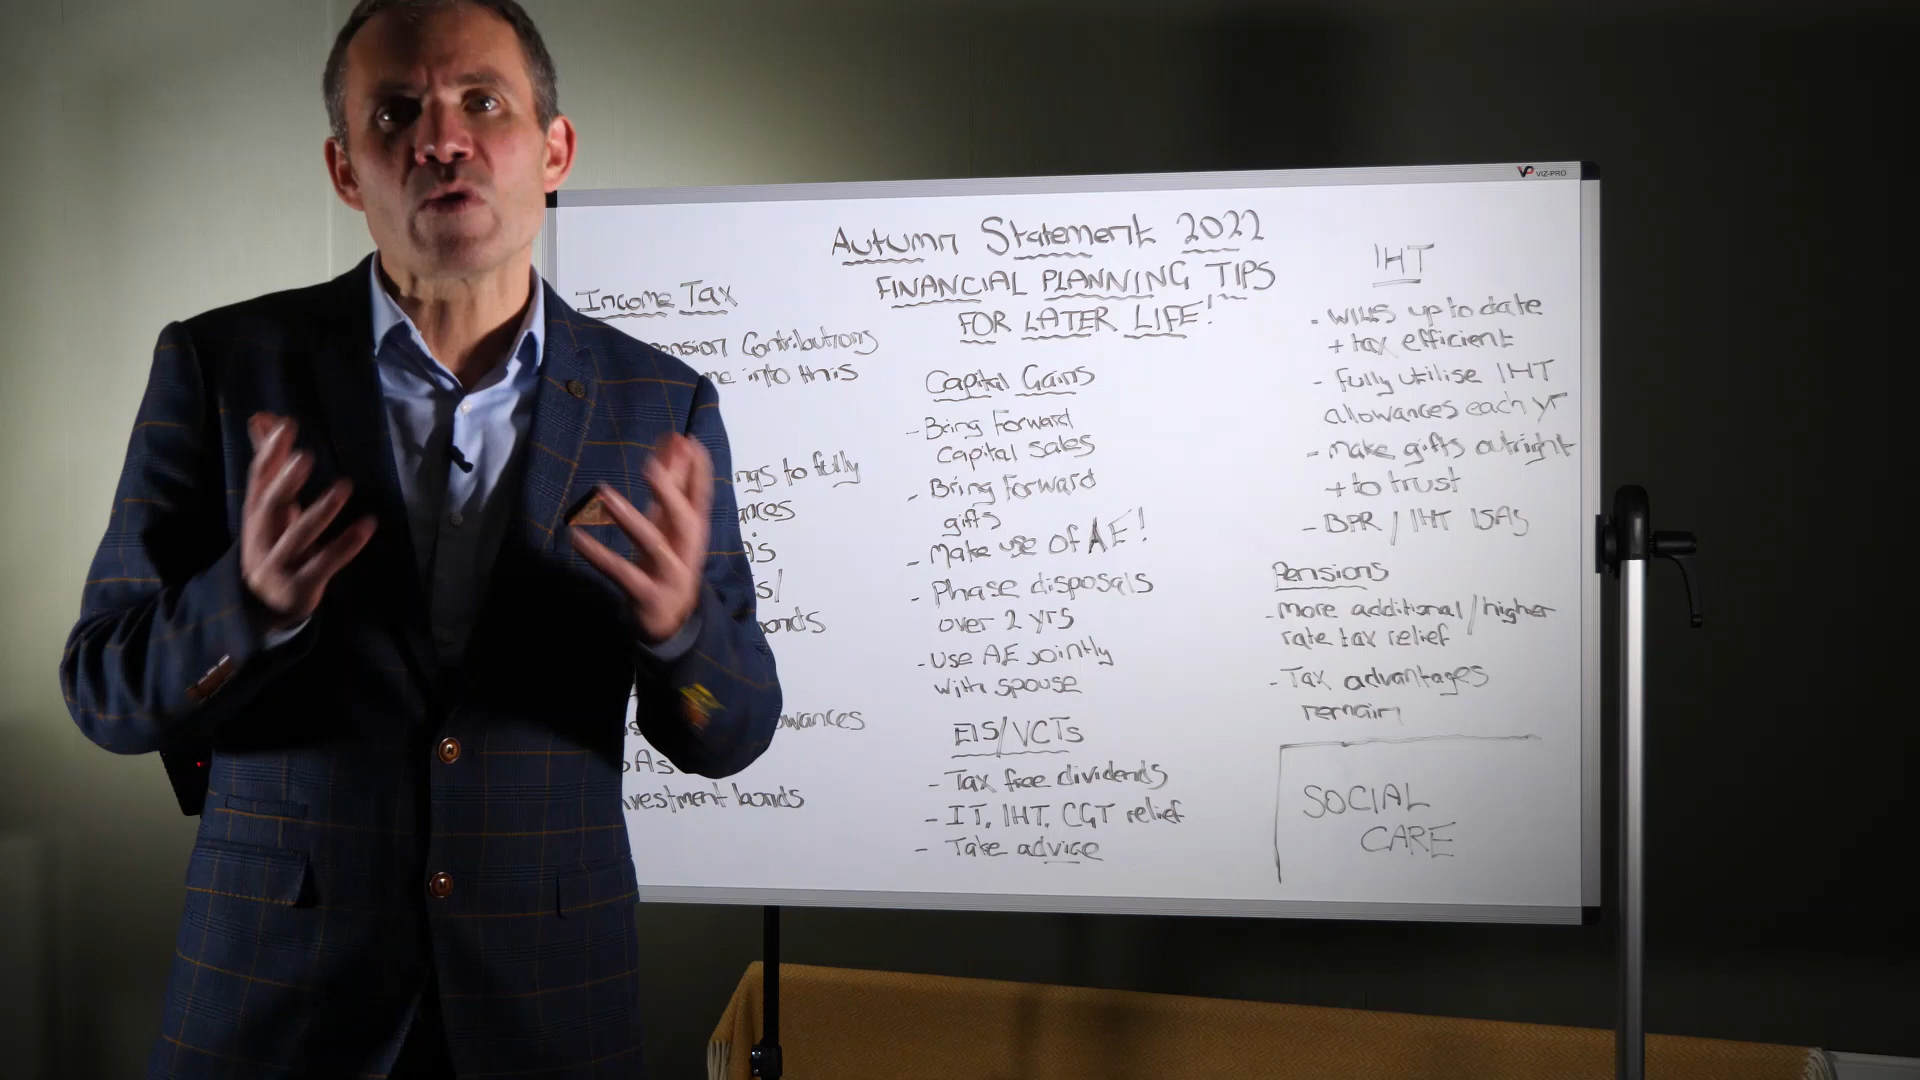 VP VIZ-PRO
Autumn Statement 2022
FINANCIAL PLANNING TIPS
FOR LATER LIFE!
Income Tax
ension Contributions
me into this
ngs to fully
ances
A's
s/
onds
owances
As
vestment bonds
Capital Gains
- Bring Forward
Capital Sales
- Bring Forward
gifts
- Make use of AE!
- Phase disposals
over 2 yrs
- Use AE jointly
with spouse
EIS/VCTs
- Tax free dividends
- IT, IHT, CGT relief
- Take advice
IHT
- Wills up to date
+ tax efficient
- Fully utilise IHT
allowances each yr
- Make gifts outright
+ to trust
- BPR / IHT ISAs
Pensions
- More additional/higher
rate tax relief
- Tax advantages
remain
SOCIAL
CARE